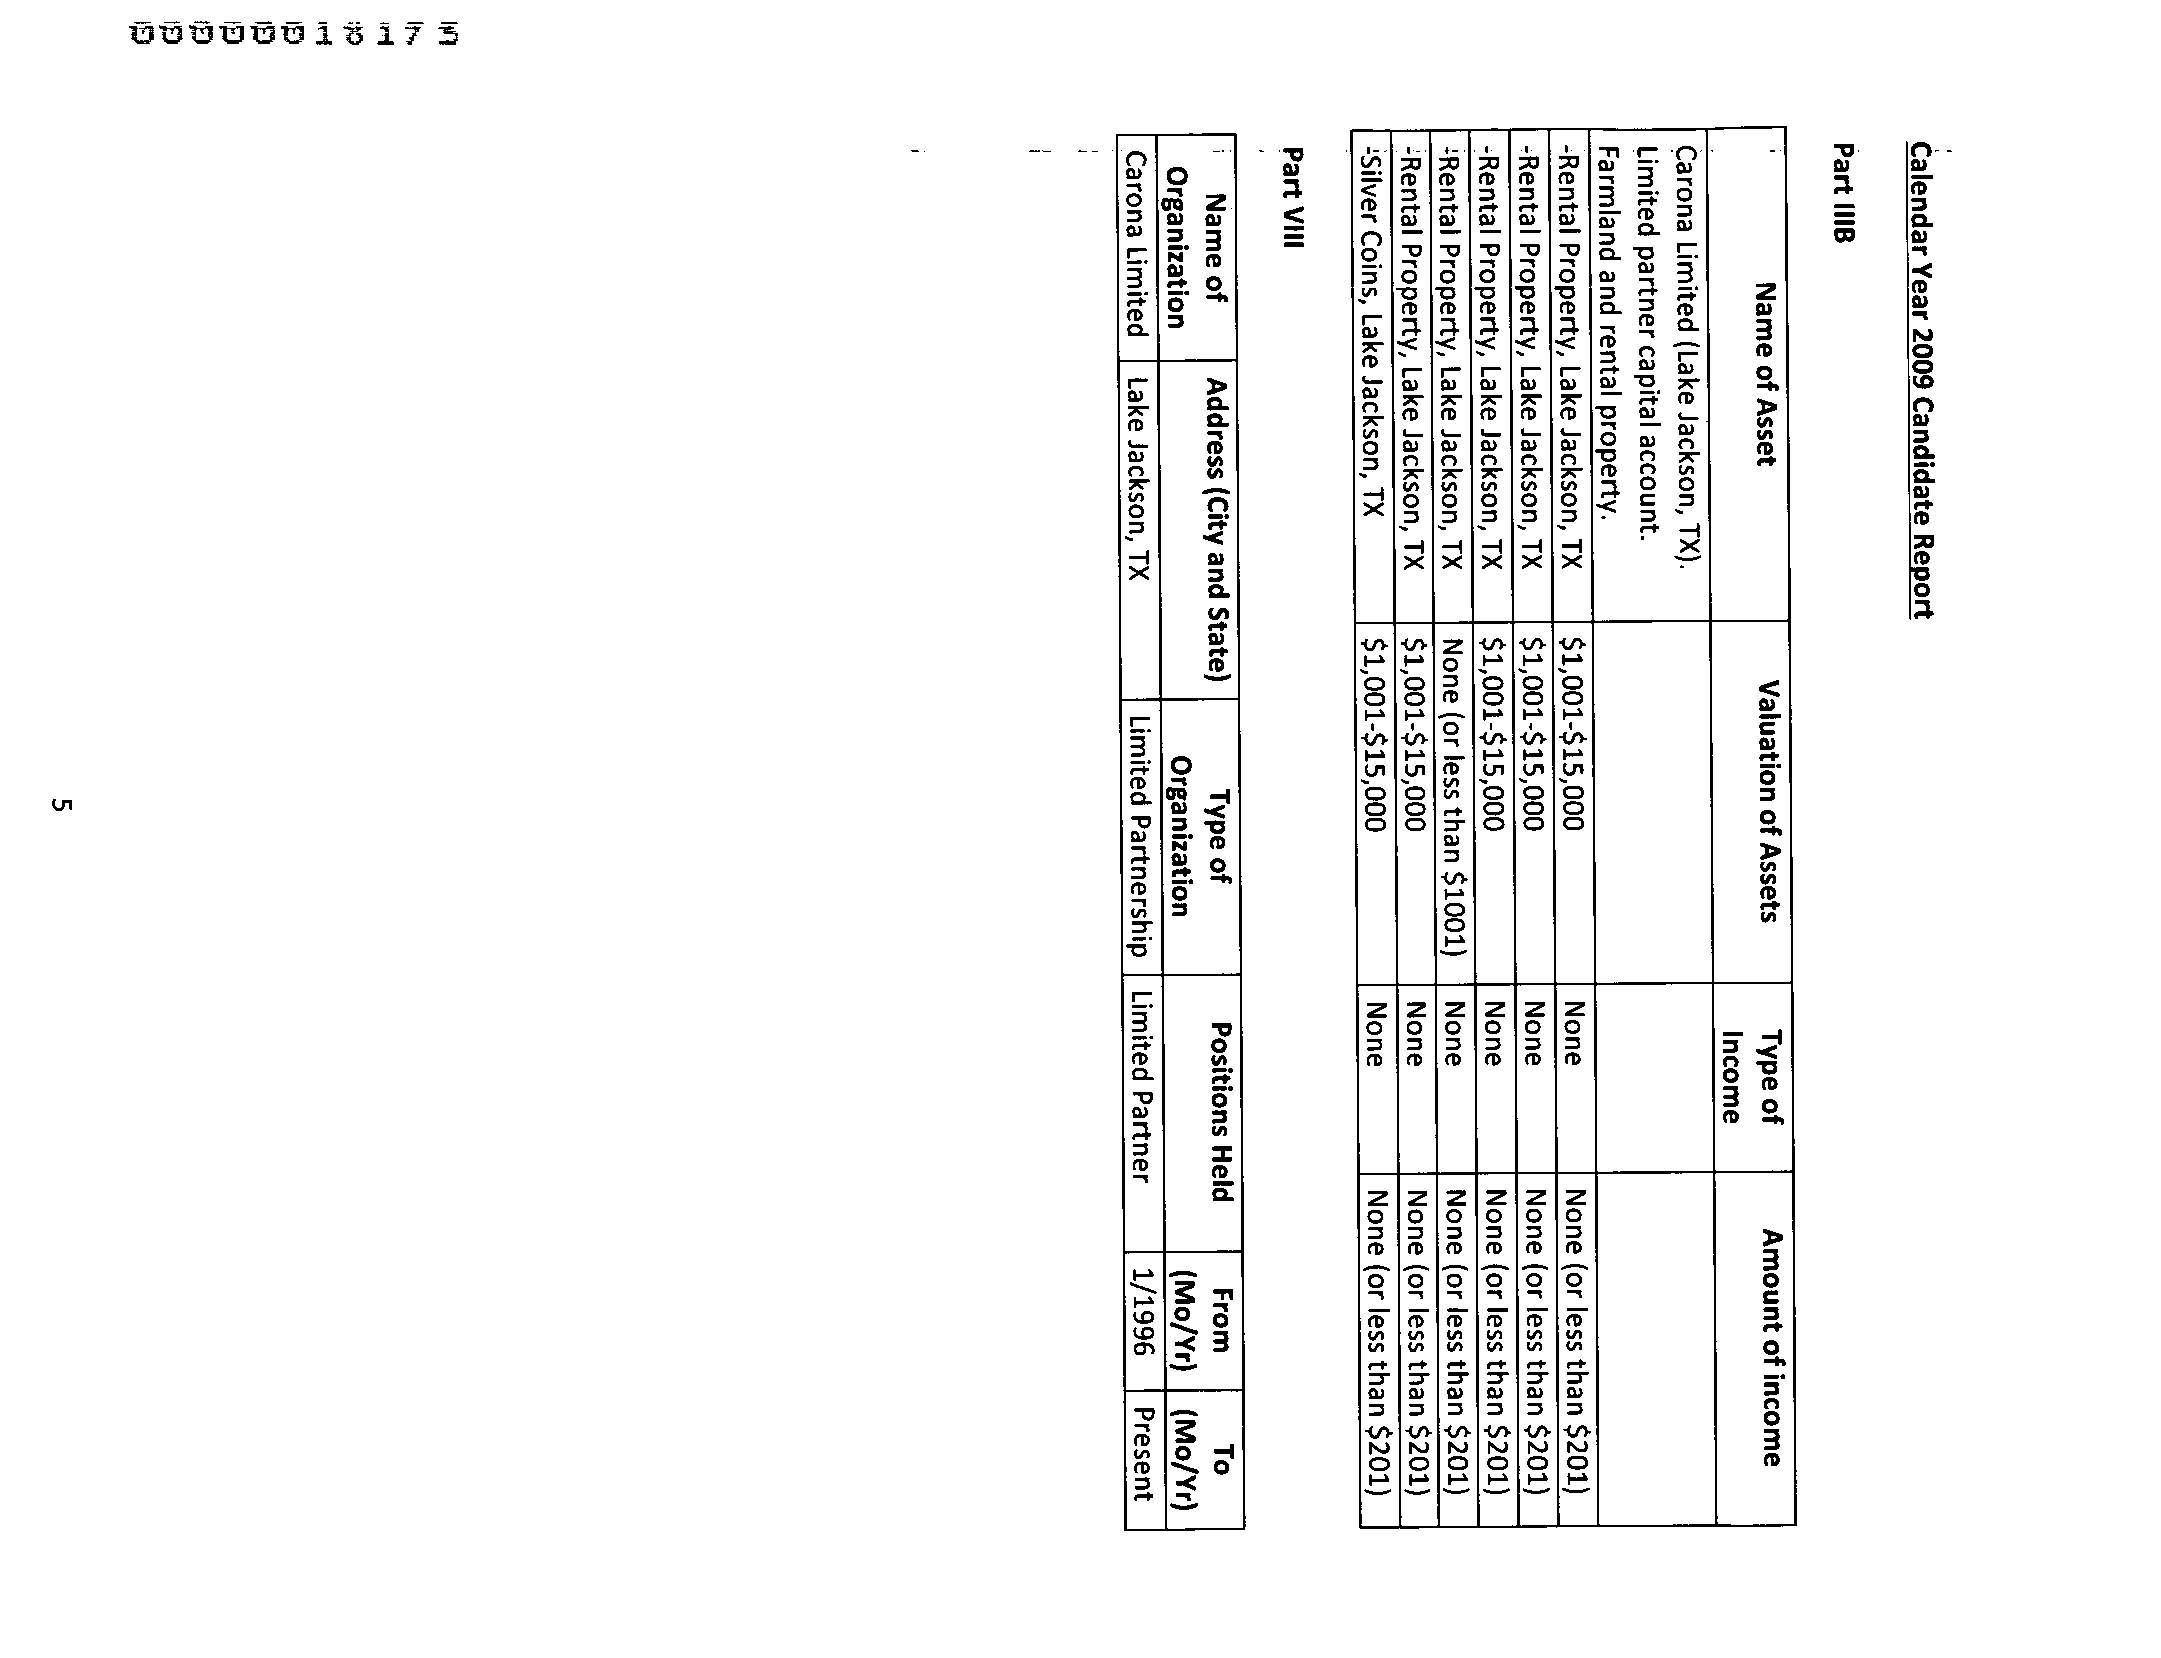 Calendar Year 2009 Candidate Report
Part IIIB
Name of Asset Valuation of Assets Type of Income Amount of income
Carona Limited (Lake Jackson, TX).
Limited partner capital account.
Farmland and rental property.
-Rental Property, Lake Jackson, TX $1,001-$15,000 None None (or less than $201)
-Rental Property, Lake Jackson, TX $1,001-$15,000 None None (or less than $201)
-Rental Property, Lake Jackson, TX $1,001-$15,000 None None (or less than $201)
-Rental Property, Lake Jackson, TX None (or less than $1001) None None (or less than $201)
-Rental Property, Lake Jackson, TX $1,001-$15,000 None None (or less than $201)
-Silver Coins, Lake Jackson, TX $1,001-$15,000 None None (or less than $201)
Part VIII
Name of Organization Address (City and State) Type of Organization Positions Held From (Mo/Yr) To (Mo/Yr)
Carona Limited Lake Jackson, TX Limited Partnership Limited Partner 1/1996 Present
5
00000018175